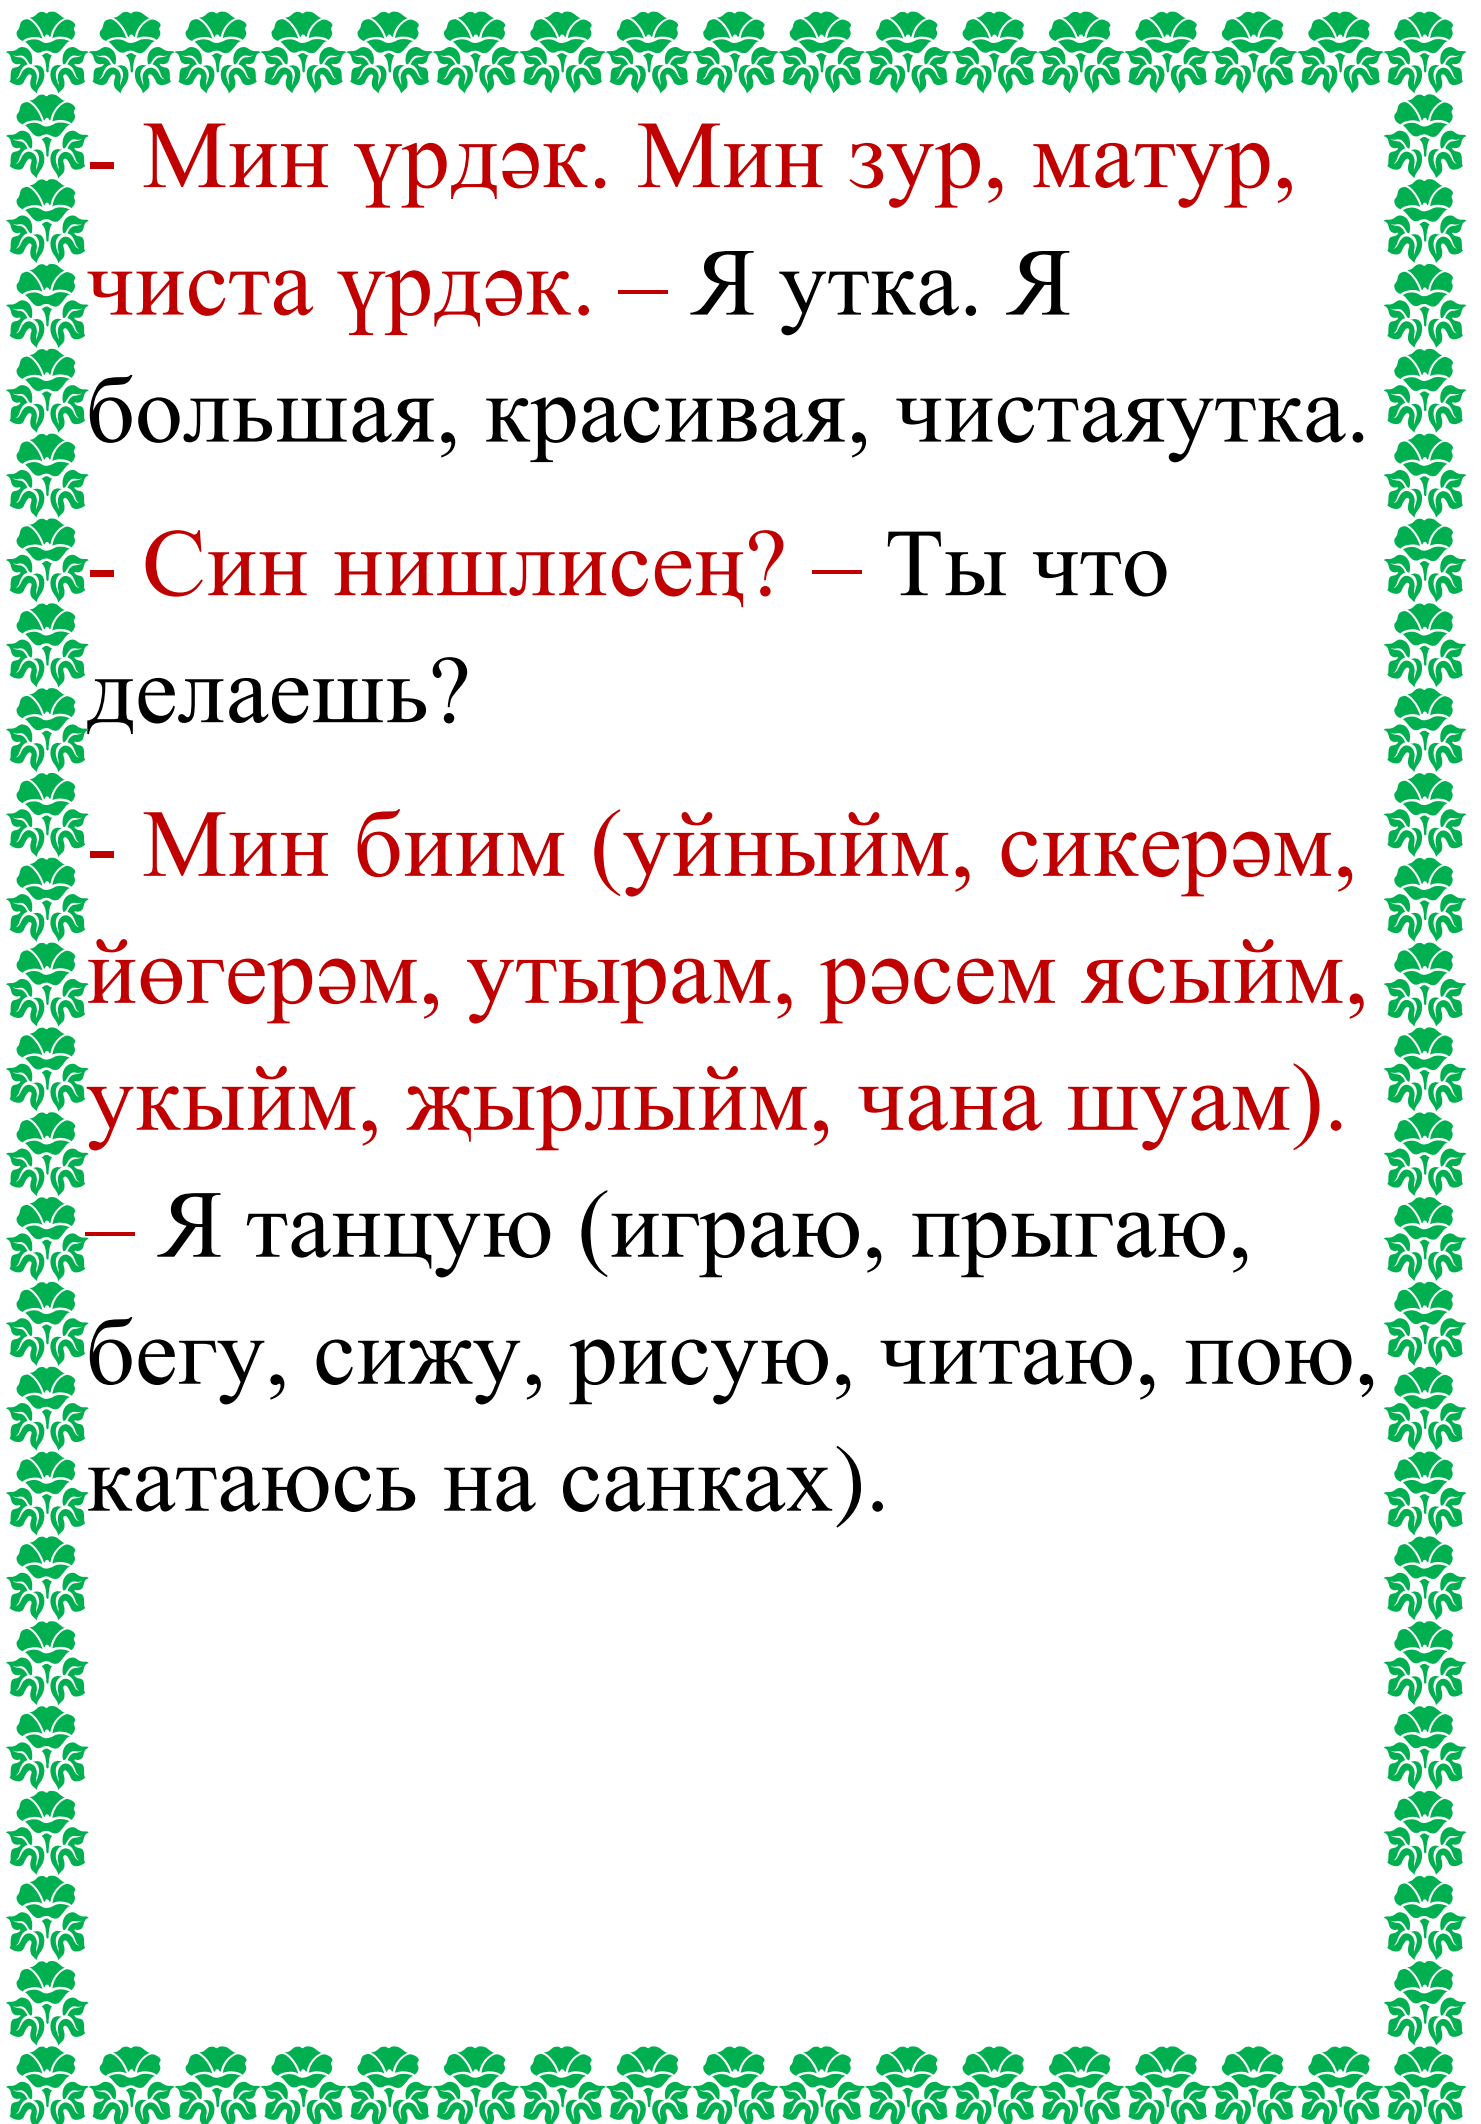 - Мин үрдәк. Мин зур, матур,
чиста үрдәк. – Я утка. Я
большая, красивая, чистаяутка.
- Син нишлисең? – Ты что
делаешь?
- Мин биим (уйныйм, сикерәм,
йөгерәм, утырам, рәсем ясыйм,
укыйм, җырлыйм, чана шуам).
– Я танцую (играю, прыгаю,
бегу, сижу, рисую, читаю, пою,
катаюсь на санках).